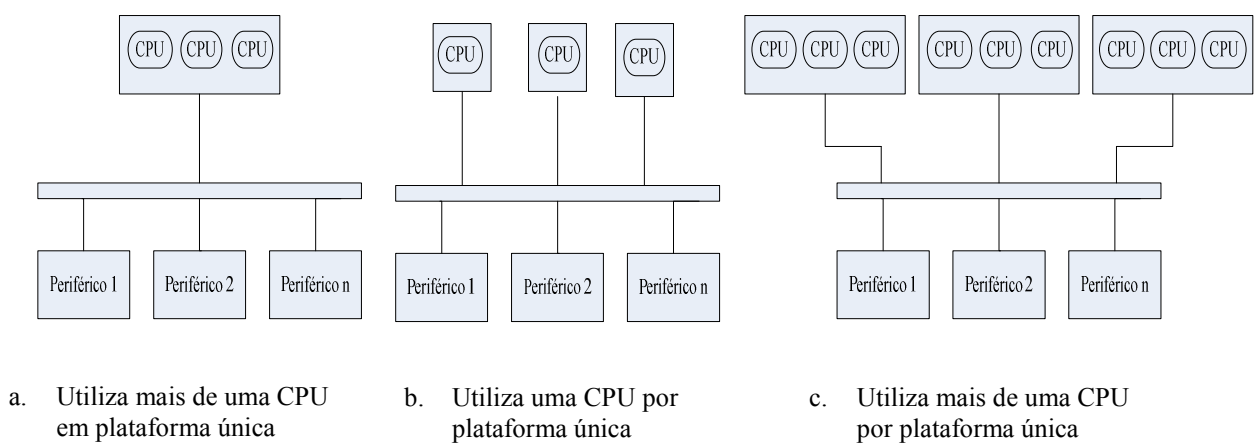 CPU CPU CPU
CPU CPU CPU
CPU CPU CPU
CPU CPU CPU
CPU CPU CPU
Periférico 1
Periférico 2
Periférico n
Periférico 1
Periférico 2
Periférico n
Periférico 1
Periférico 2
Periférico n
a. Utiliza mais de uma CPU
em plataforma única
b. Utiliza uma CPU por
plataforma única
c. Utiliza mais de uma CPU
por plataforma única